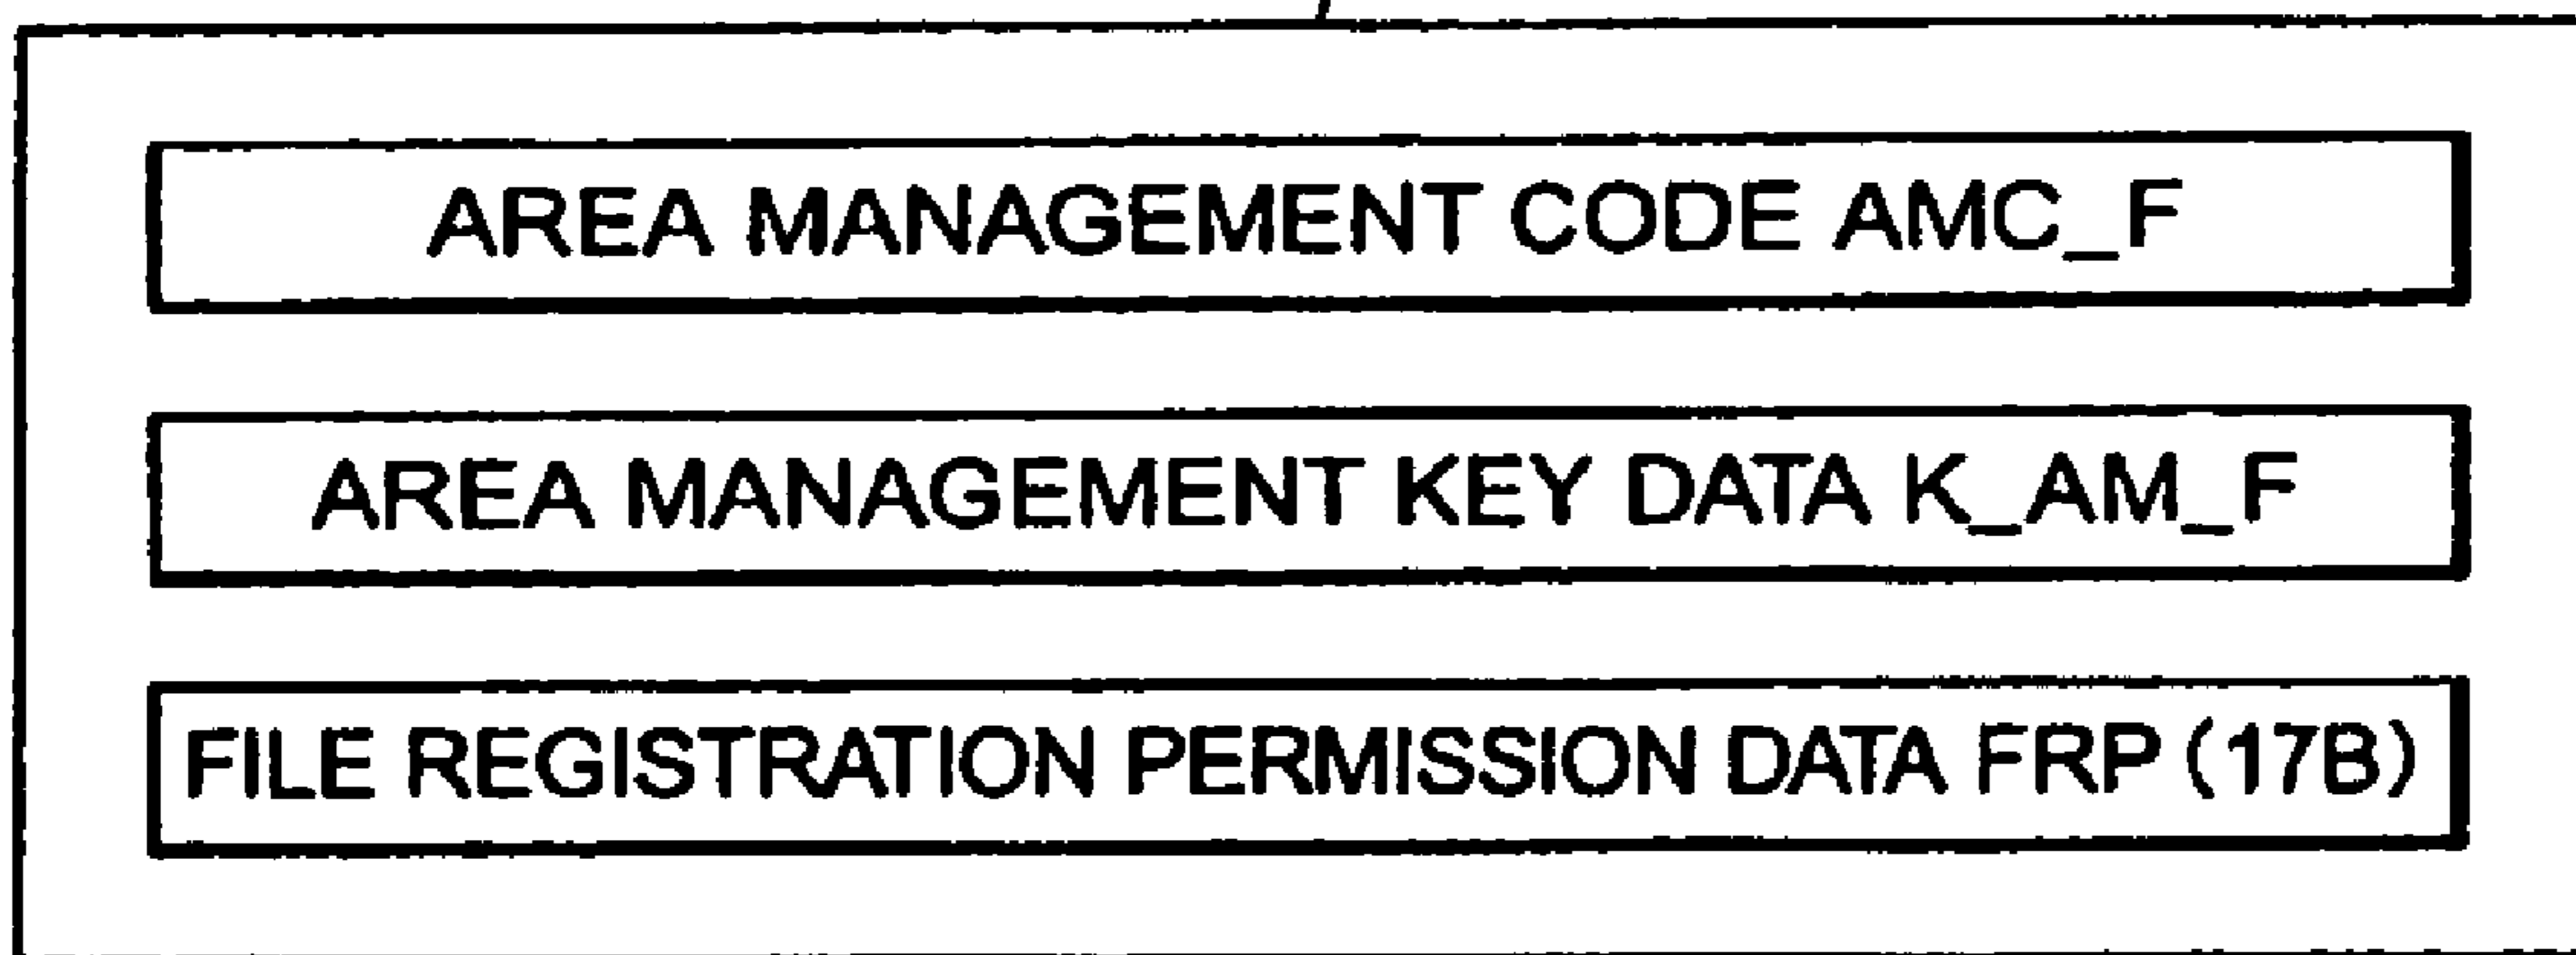 AREA MANAGEMENT CODE AMC_F
AREA MANAGEMENT KEY DATA K_AM_F
FILE REGISTRATION PERMISSION DATA FRP (17B)